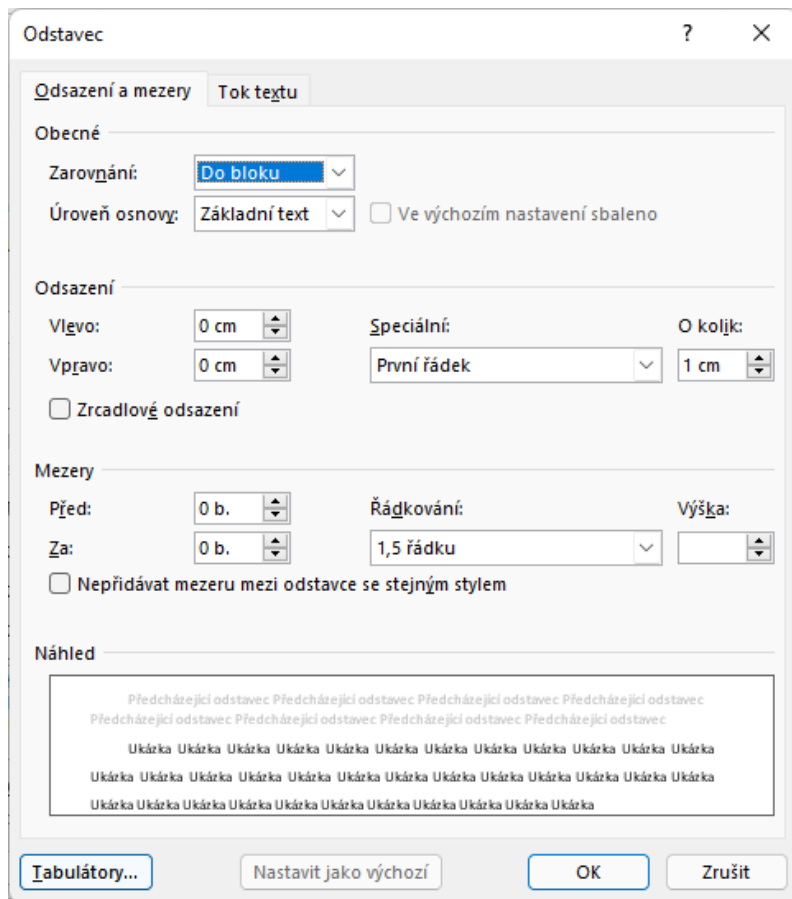 Odstavec
Odsazení a mezery Tok textu
Obecné
Zarovnání: Do bloku
Úroveň osnovy: Základní text Ve výchozím nastavení sbaleno
Odsazení
Vlevo: 0 cm Speciální: O kolik:
Vpravo: 0 cm První řádek 1 cm
Zrcadlové odsazení
Mezery
Před: 0 b. Řádkování: Výška:
Za: 0 b. 1,5 řádku
Nepřidávat mezeru mezi odstavce se stejným stylem
Náhled
Předcházející odstavec Předcházející odstavec Předcházející odstavec Předcházející odstavec
Předcházející odstavec Předcházející odstavec Předcházející odstavec Předcházející odstavec
Ukázka Ukázka Ukázka Ukázka Ukázka Ukázka Ukázka Ukázka Ukázka Ukázka Ukázka Ukázka
Ukázka Ukázka Ukázka Ukázka Ukázka Ukázka Ukázka Ukázka Ukázka Ukázka Ukázka Ukázka Ukázka
Ukázka Ukázka Ukázka Ukázka Ukázka Ukázka Ukázka Ukázka Ukázka Ukázka Ukázka
Tabulátory... Nastavit jako výchozí OK Zrušit